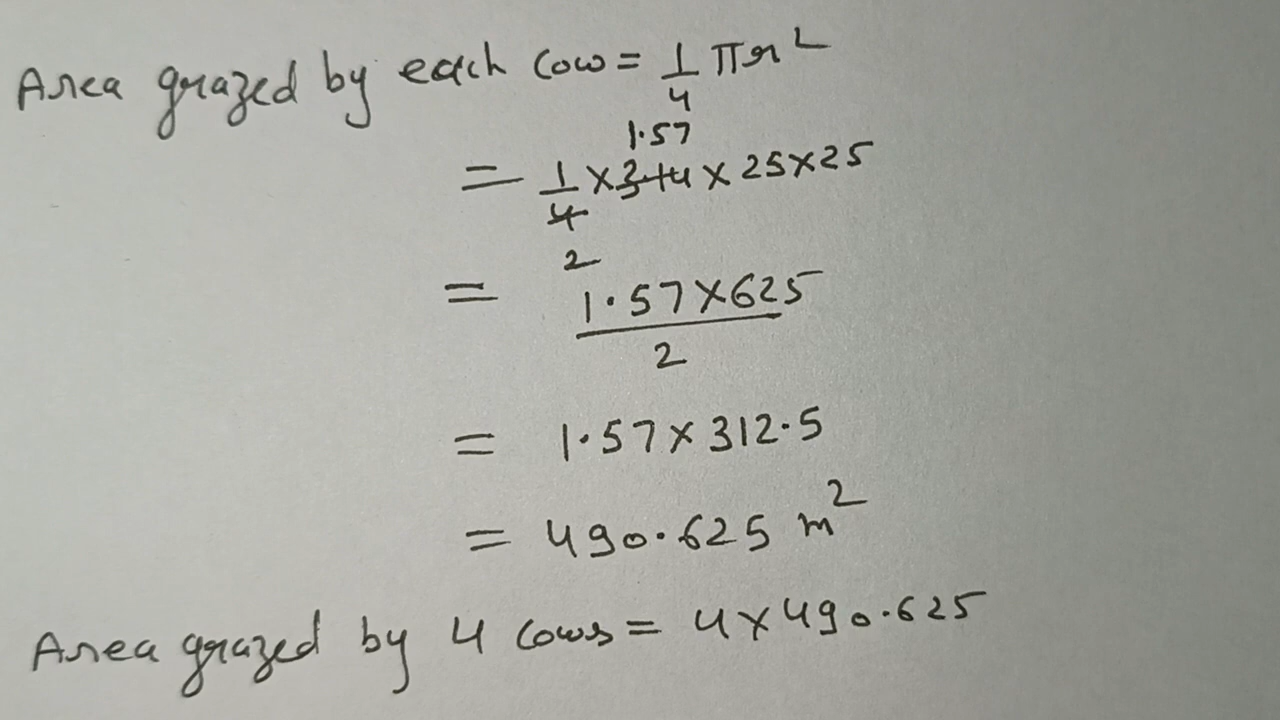 Area grazed by each cow = 1/4 πr²
= 1/4 × 3.14 × 25 × 25
1.57
2
= 1.57 × 625 / 2
= 1.57 × 312.5
= 490.625 m²
Area grazed by 4 cows = 4 × 490.625